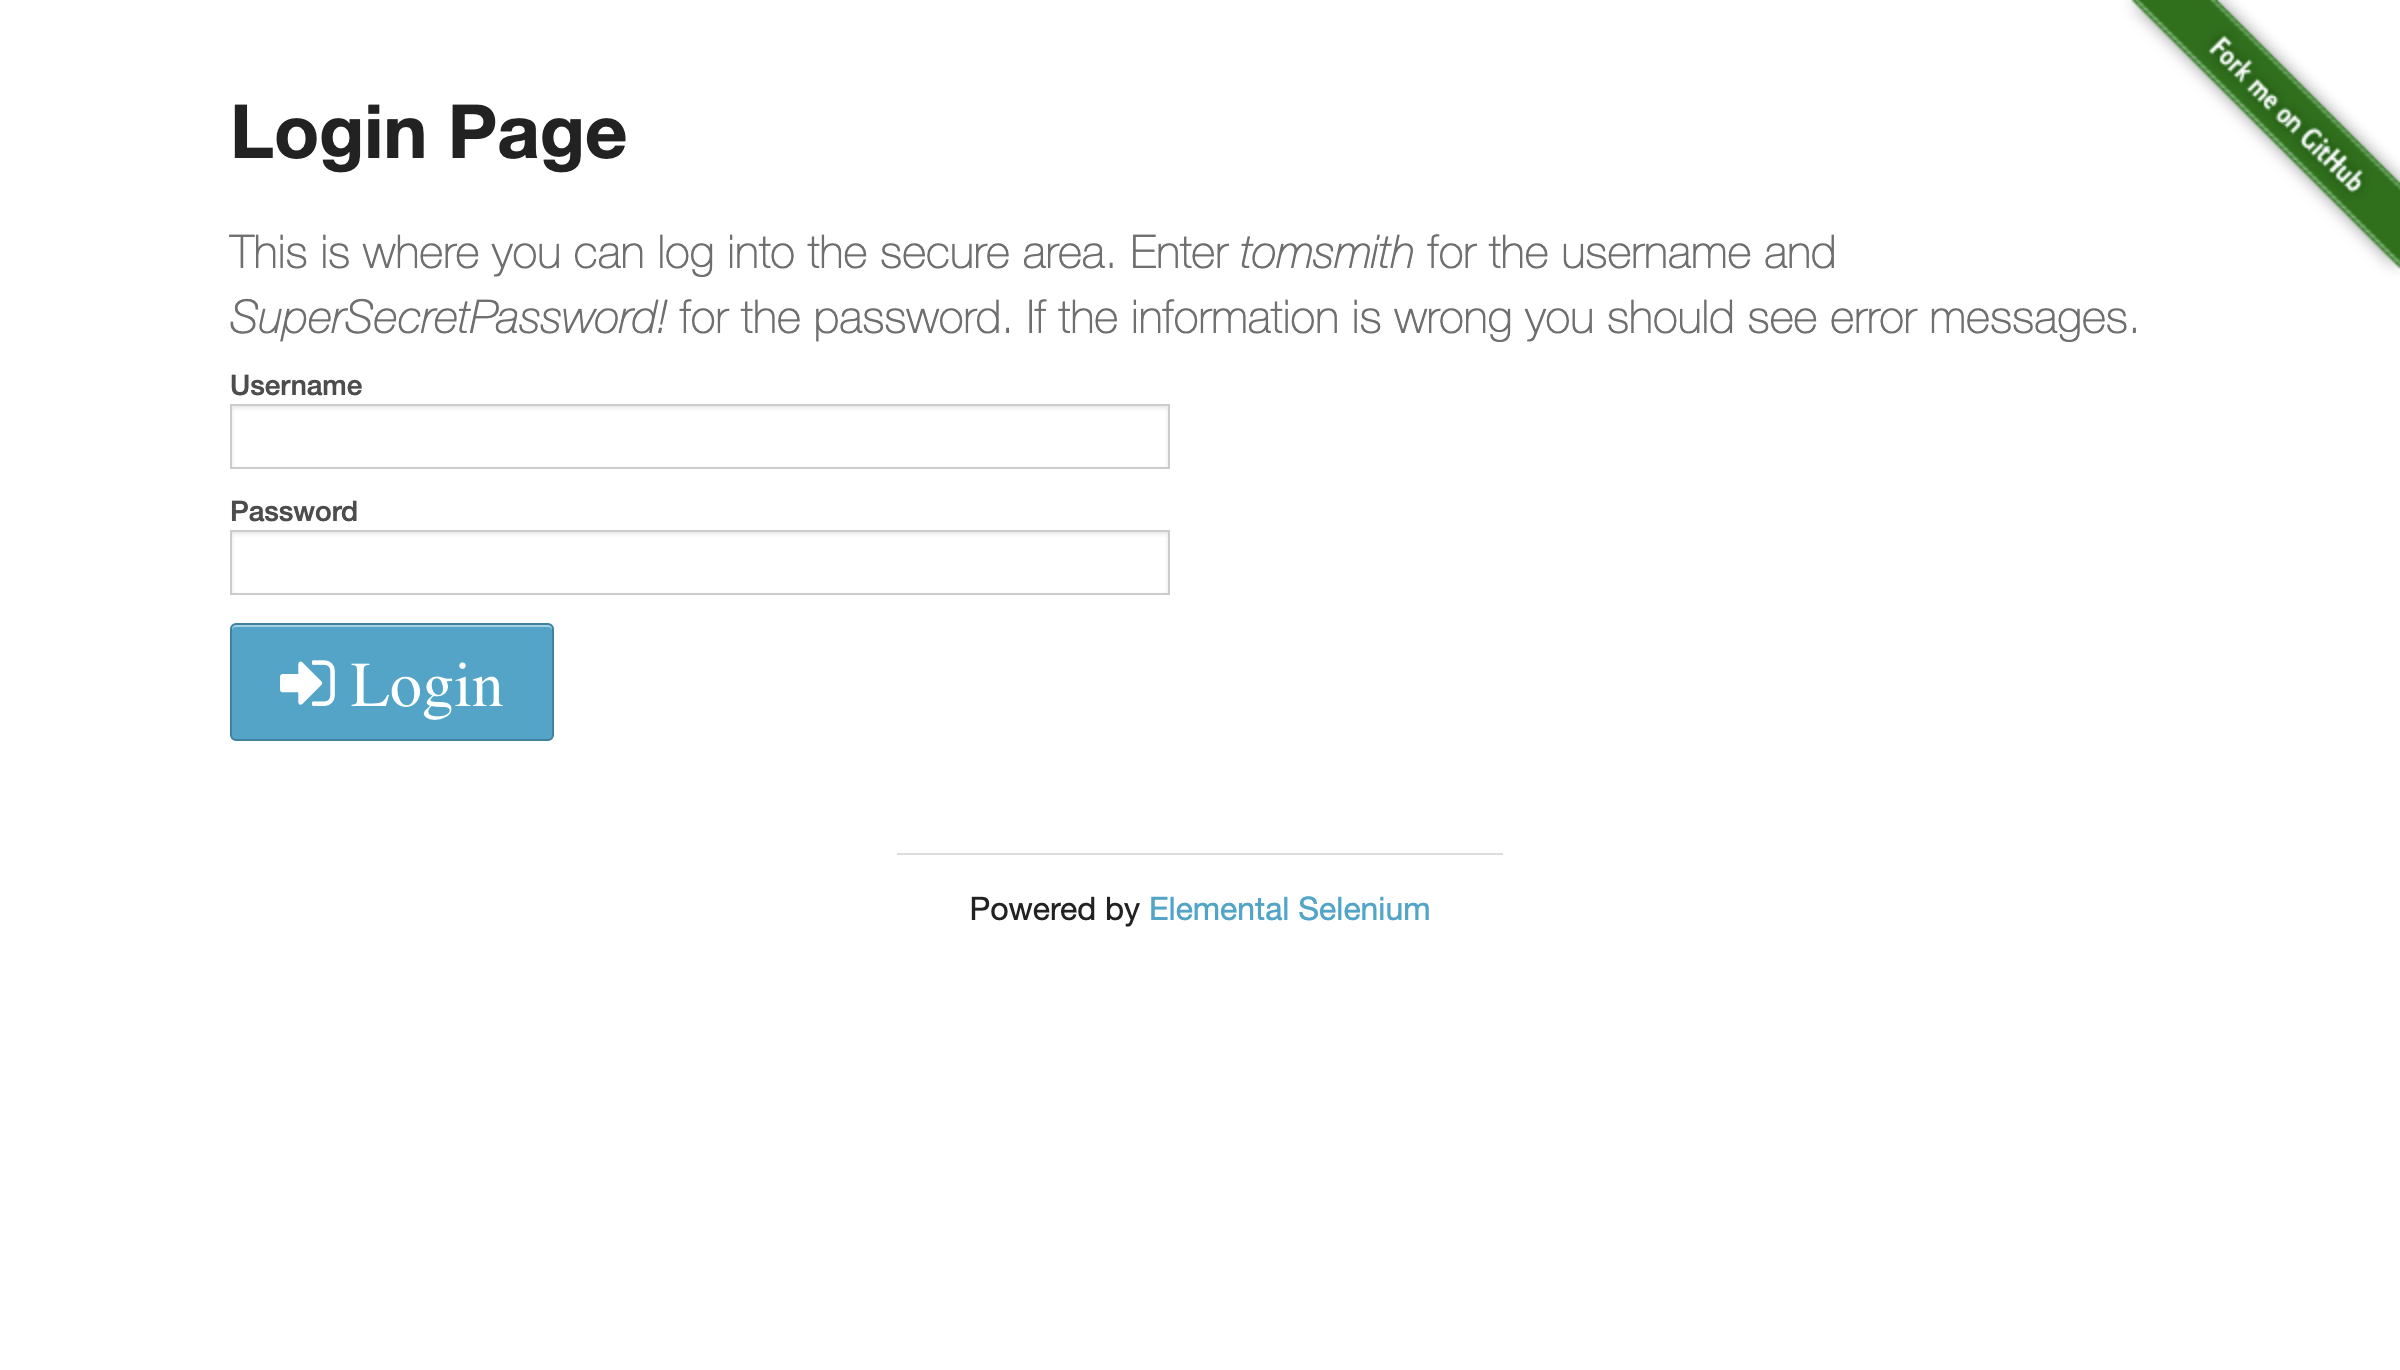 Fork me on GitHub
Login Page
This is where you can log into the secure area. Enter tomsmith for the username and
SuperSecretPassword! for the password. If the information is wrong you should see error messages.
Username
Password
Login
Powered by Elemental Selenium